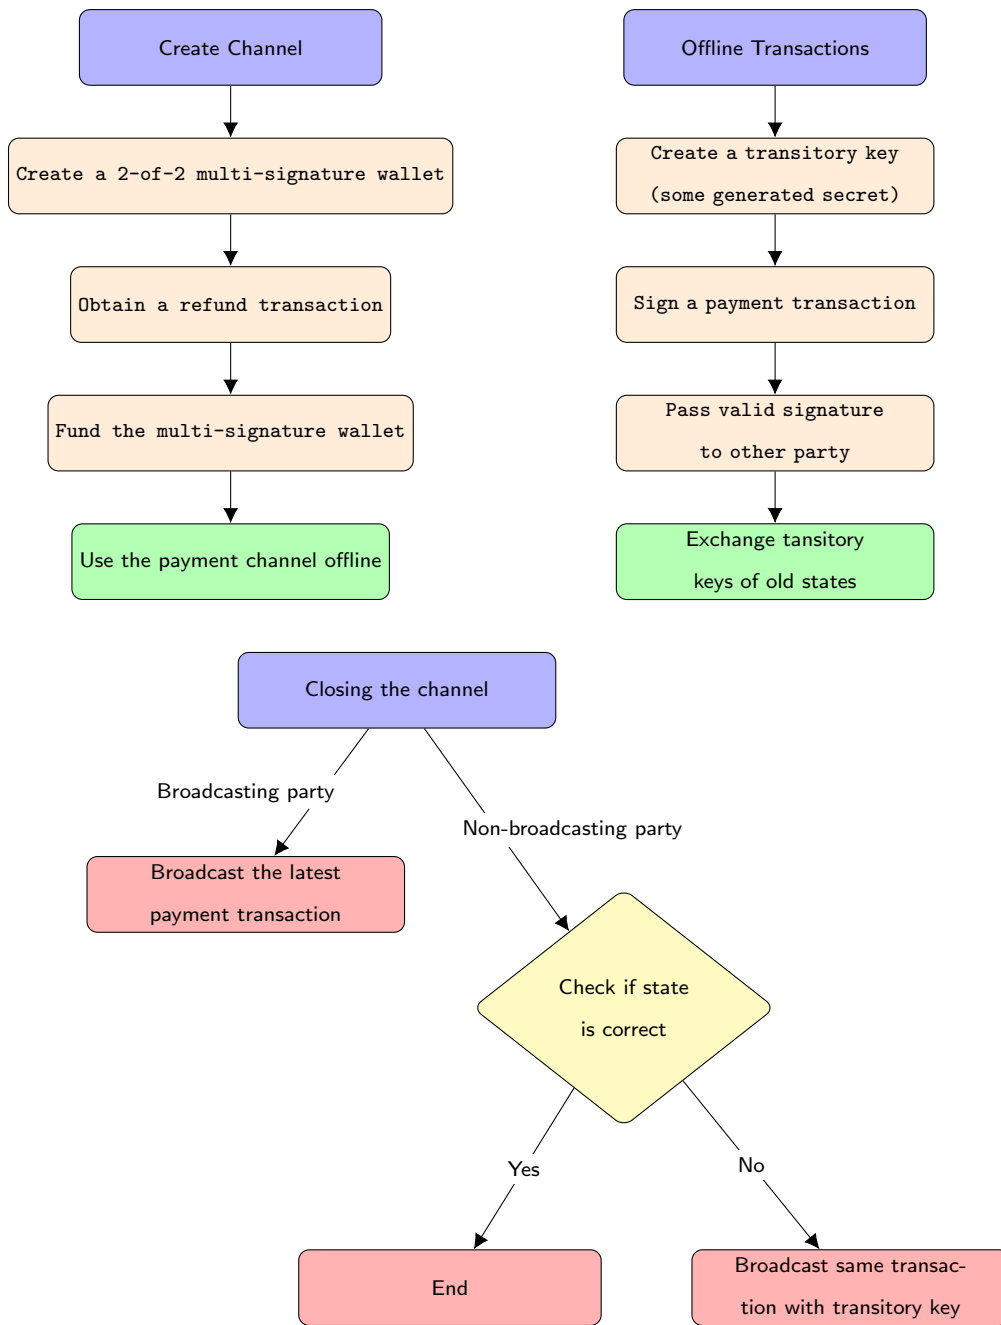 Create Channel
Create a 2-of-2 multi-signature wallet
Obtain a refund transaction
Fund the multi-signature wallet
Use the payment channel offline
Offline Transactions
Create a transitory key
(some generated secret)
Sign a payment transaction
Pass valid signature
to other party
Exchange tansitory
keys of old states
Closing the channel
Broadcasting party
Non-broadcasting party
Broadcast the latest
payment transaction
Check if state
is correct
Yes
No
End
Broadcast same transac-
tion with transitory key